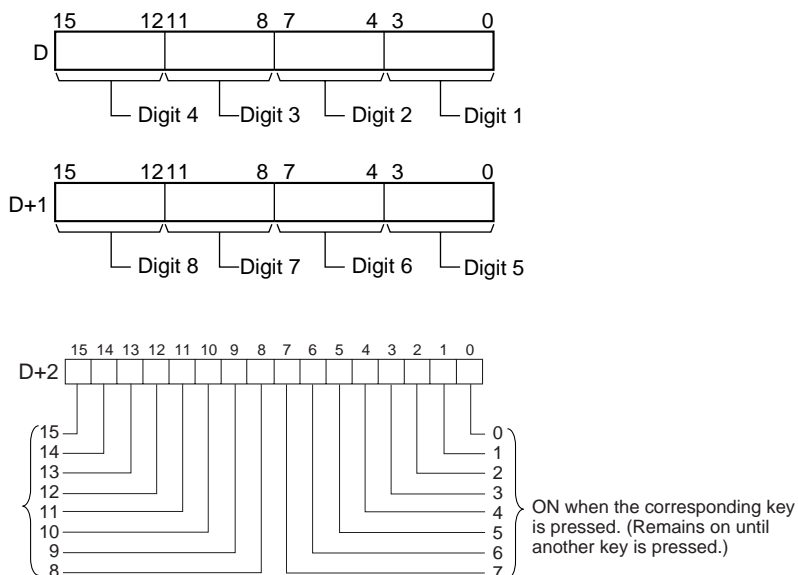 15 12 11 8 7 4 3 0
D
Digit 4 Digit 3 Digit 2 Digit 1
15 12 11 8 7 4 3 0
D+1
Digit 8 Digit 7 Digit 6 Digit 5
15 14 13 12 11 10 9 8 7 6 5 4 3 2 1 0
D+2
15 0
14 1
13 2
12 3
11 4
10 5
9 6
8 7
ON when the corresponding key
is pressed. (Remains on until
another key is pressed.)